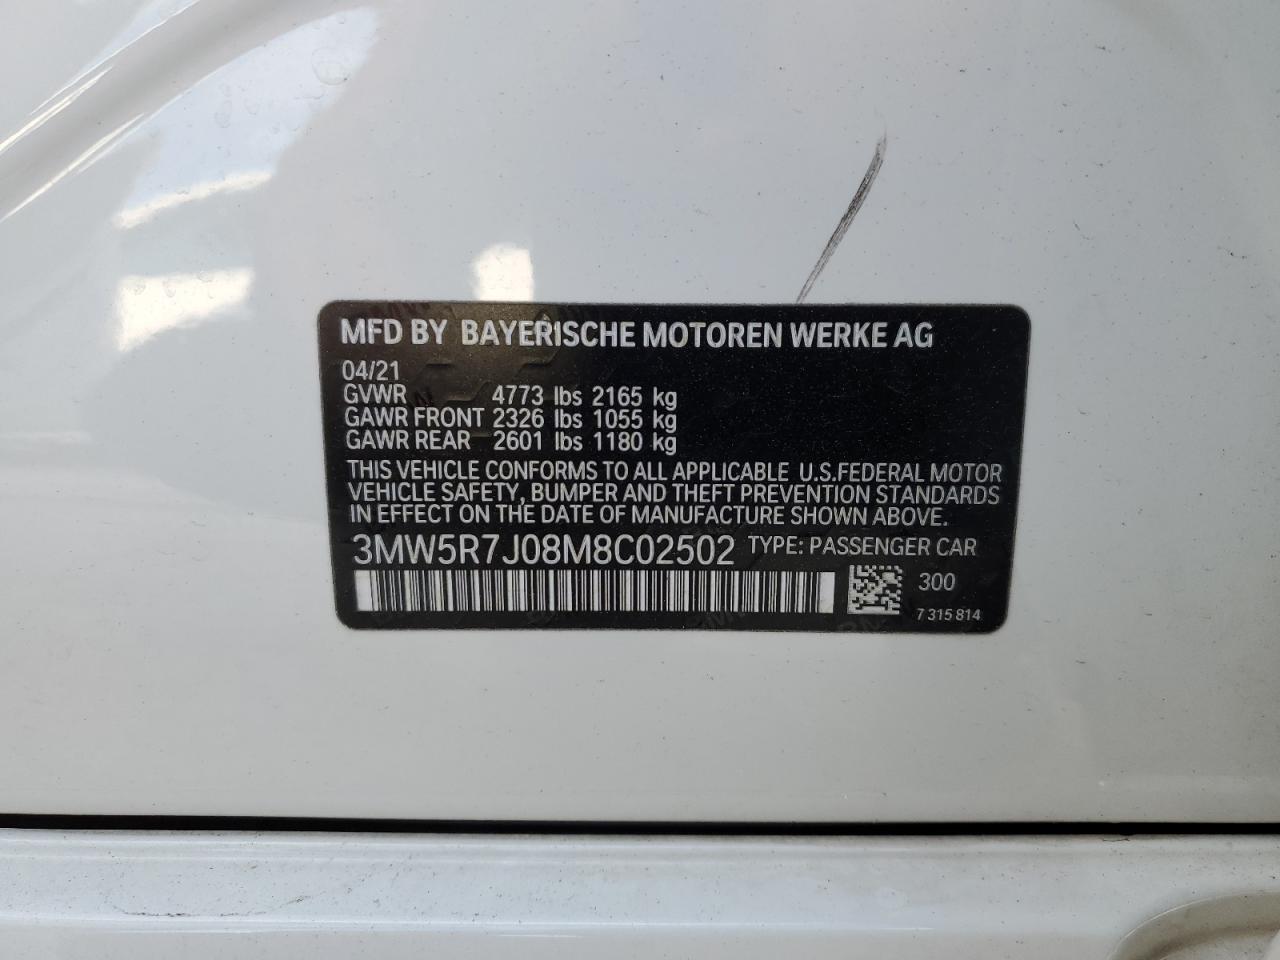 MFD BY BAYERISCHE MOTOREN WERKE AG
04/21
GVWR 4773 lbs 2165 kg
GAWR FRONT 2326 lbs 1055 kg
GAWR REAR 2601 lbs 1180 kg
THIS VEHICLE CONFORMS TO ALL APPLICABLE U.S.FEDERAL MOTOR
VEHICLE SAFETY, BUMPER AND THEFT PREVENTION STANDARDS
IN EFFECT ON THE DATE OF MANUFACTURE SHOWN ABOVE.
3MW5R7J08M8C02502 TYPE: PASSENGER CAR
300
7 315 814